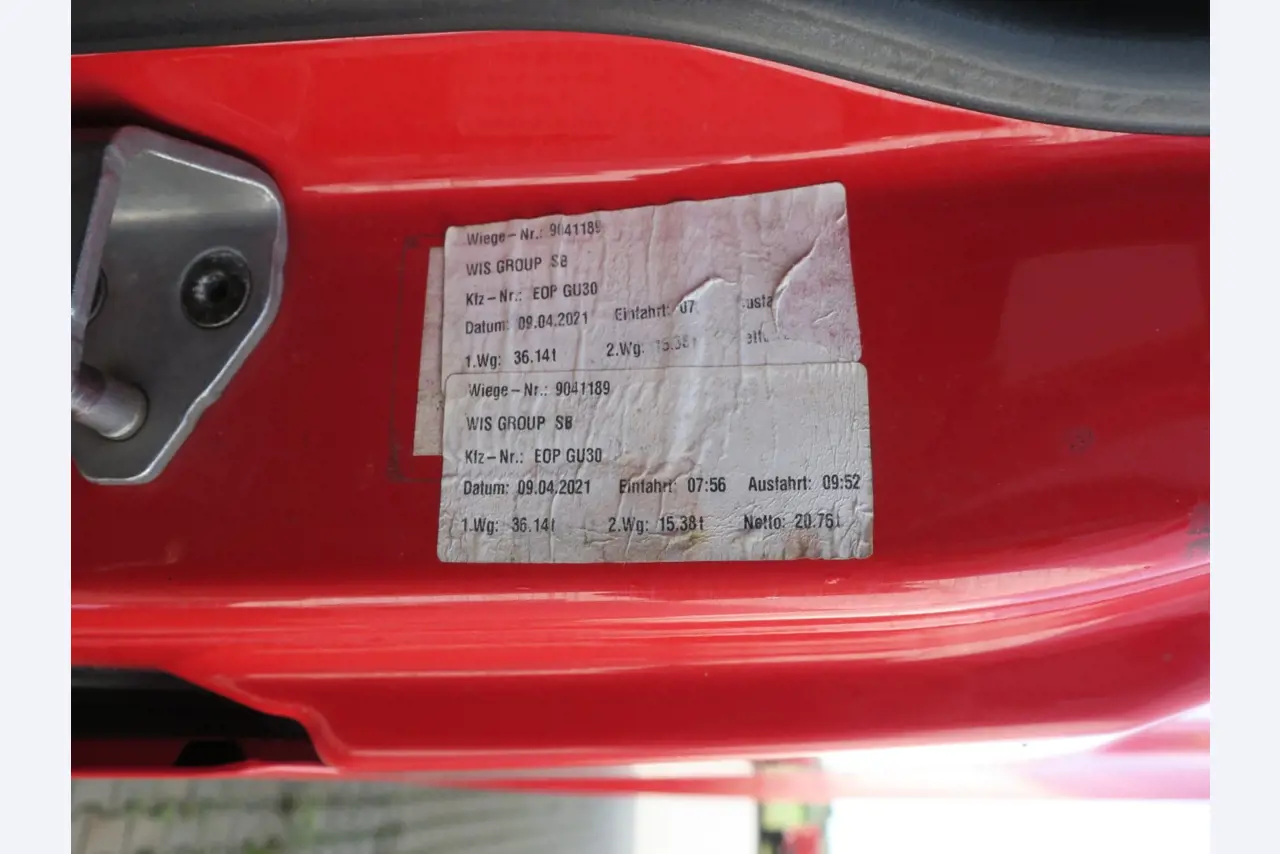 Wiege-Nr.: 9041189
WIS GROUP SB
Kfz-Nr.: EOP GU30
Datum: 09.04.2021 Einfahrt: 07
1.Wg: 36.14t 2.Wg: 15.38t
Wiege-Nr.: 9041189
WIS GROUP SB
Kfz-Nr.: EOP GU30
Datum: 09.04.2021 Einfahrt: 07:56 Ausfahrt: 09:52
1.Wg: 36.14t 2.Wg: 15.38t Netto: 20.76t